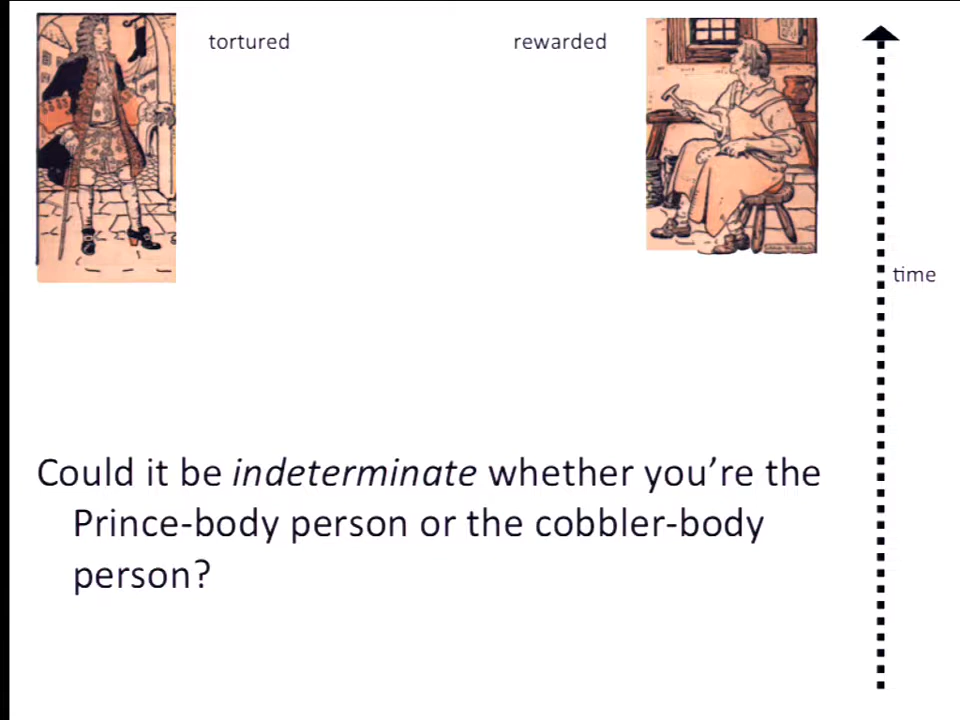 tortured
rewarded
time
Could it be indeterminate whether you’re the
Prince-body person or the cobbler-body
person?